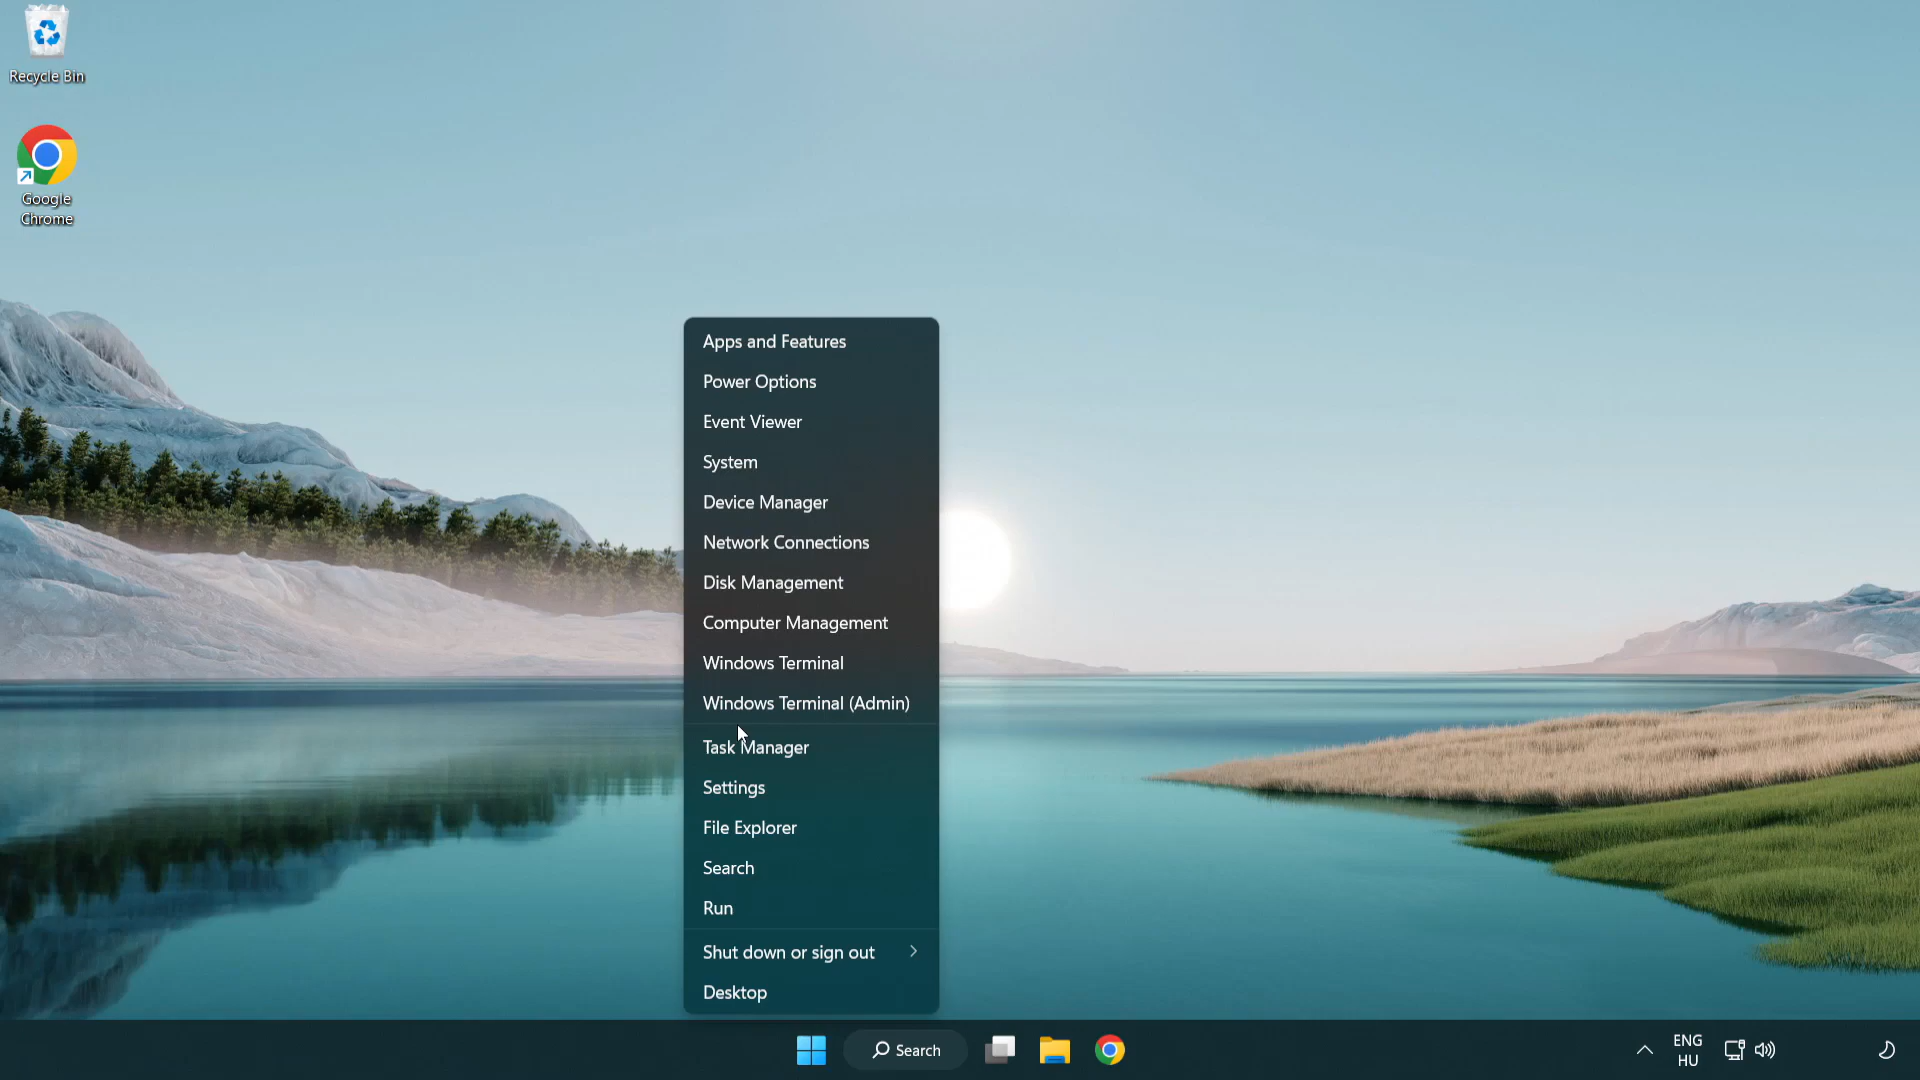 Recycle Bin
Google
Chrome
Apps and Features
Power Options
Event Viewer
System
Device Manager
Network Connections
Disk Management
Computer Management
Windows Terminal
Windows Terminal (Admin)
Task Manager
Settings
File Explorer
Search
Run
Shut down or sign out
Desktop
Search
ENG
HU